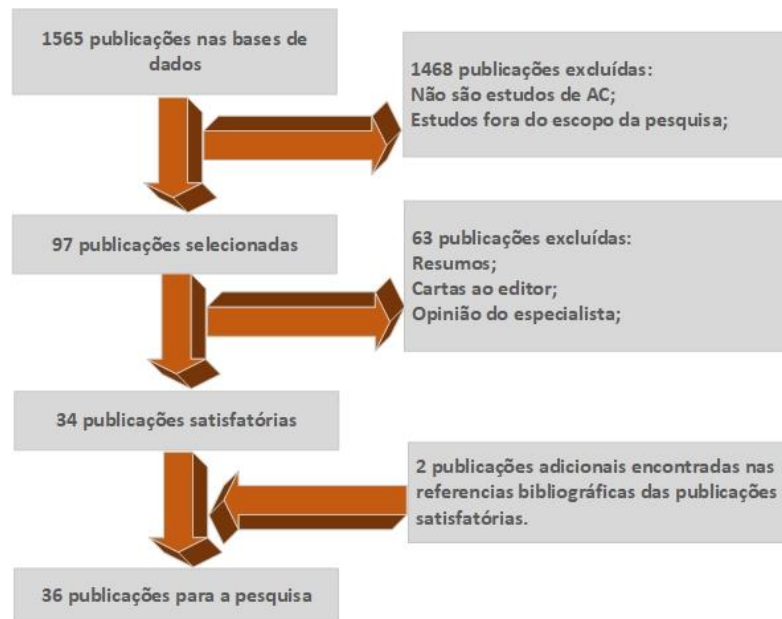 1565 publicações nas bases de
dados
1468 publicações excluídas:
Não são estudos de AC;
Estudos fora do escopo da pesquisa;
97 publicações selecionadas
63 publicações excluídas:
Resumos;
Cartas ao editor;
Opinião do especialista;
34 publicações satisfatórias
2 publicações adicionais encontradas nas
referencias bibliográficas das publicações
satisfatórias.
36 publicações para a pesquisa